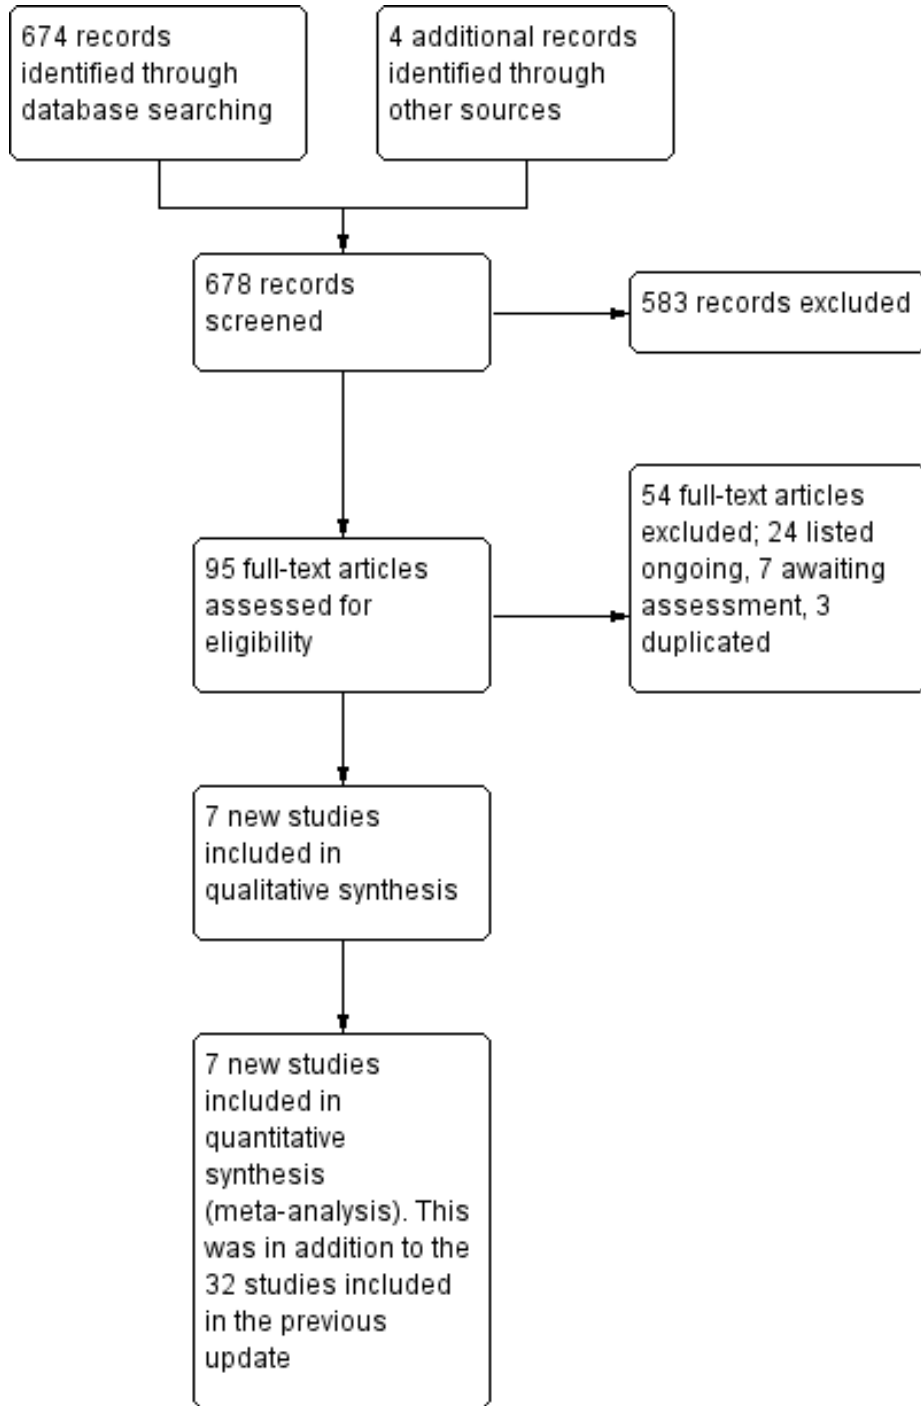 674 records
identified through
database searching
4 additional records
identified through
other sources
678 records
screened
583 records excluded
95 full-text articles
assessed for
eligibility
54 full-text articles
excluded; 24 listed
ongoing, 7 awaiting
assessment, 3
duplicated
7 new studies
included in
qualitative synthesis
7 new studies
included in
quantitative
synthesis
(meta-analysis). This
was in addition to the
32 studies included
in the previous
update